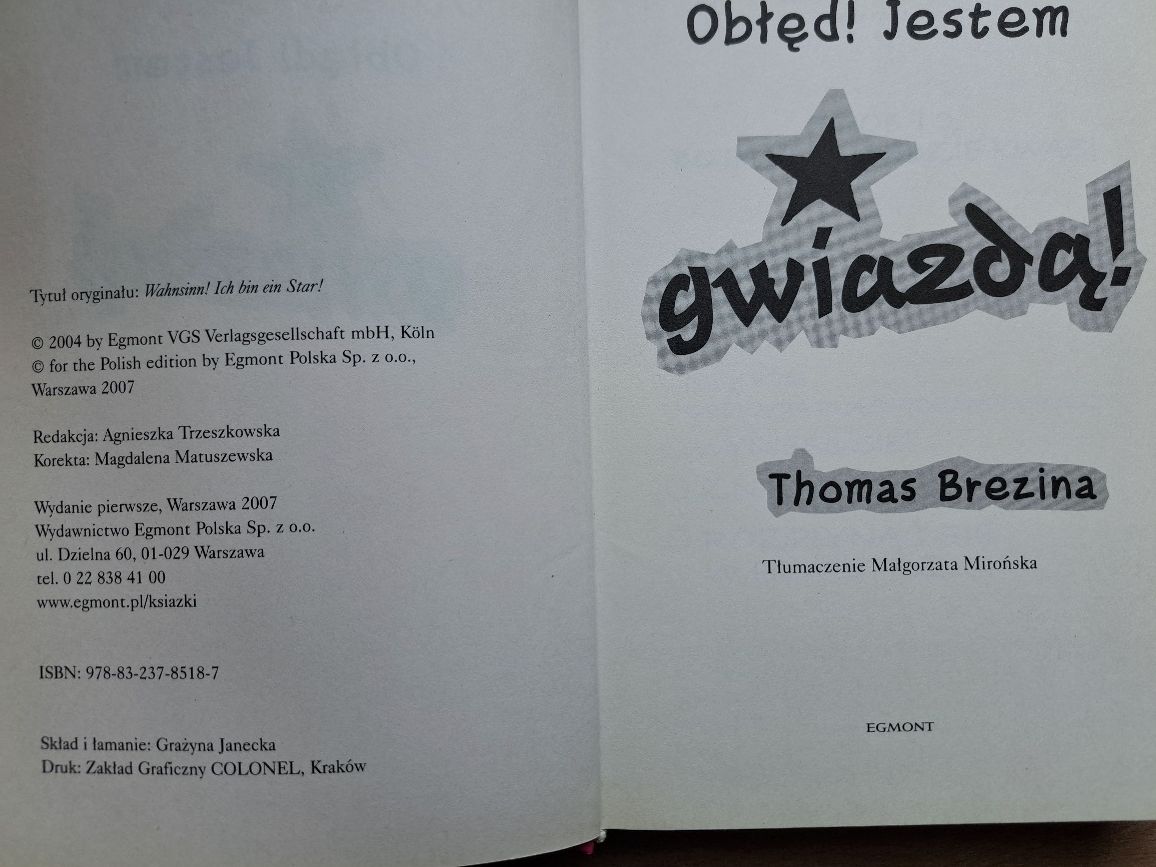 Tytuł oryginału: Wahnsinn! Ich bin ein Star!
© 2004 by Egmont VGS Verlagsgesellschaft mbH, Köln
© for the Polish edition by Egmont Polska Sp. z o.o.,
Warszawa 2007
Redakcja: Agnieszka Trzeszkowska
Korekta: Magdalena Matuszewska
Wydanie pierwsze, Warszawa 2007
Wydawnictwo Egmont Polska Sp. z o.o.
ul. Dzielna 60, 01-029 Warszawa
tel. 0 22 838 41 00
www.egmont.pl/ksiazki
ISBN: 978-83-237-8518-7
Skład i łamanie: Grażyna Janecka
Druk: Zakład Graficzny COLONEL, Kraków
Obłęd! Jestem
gwiazdą!
Thomas Brezina
Tłumaczenie Małgorzata Mirońska
EGMONT